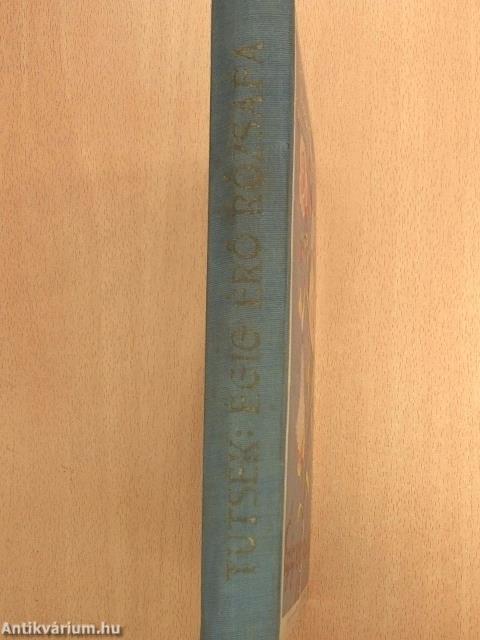 TUTSEK: ÉGIG ÉRŐ RÓZSAFA
Antikvárium.hu